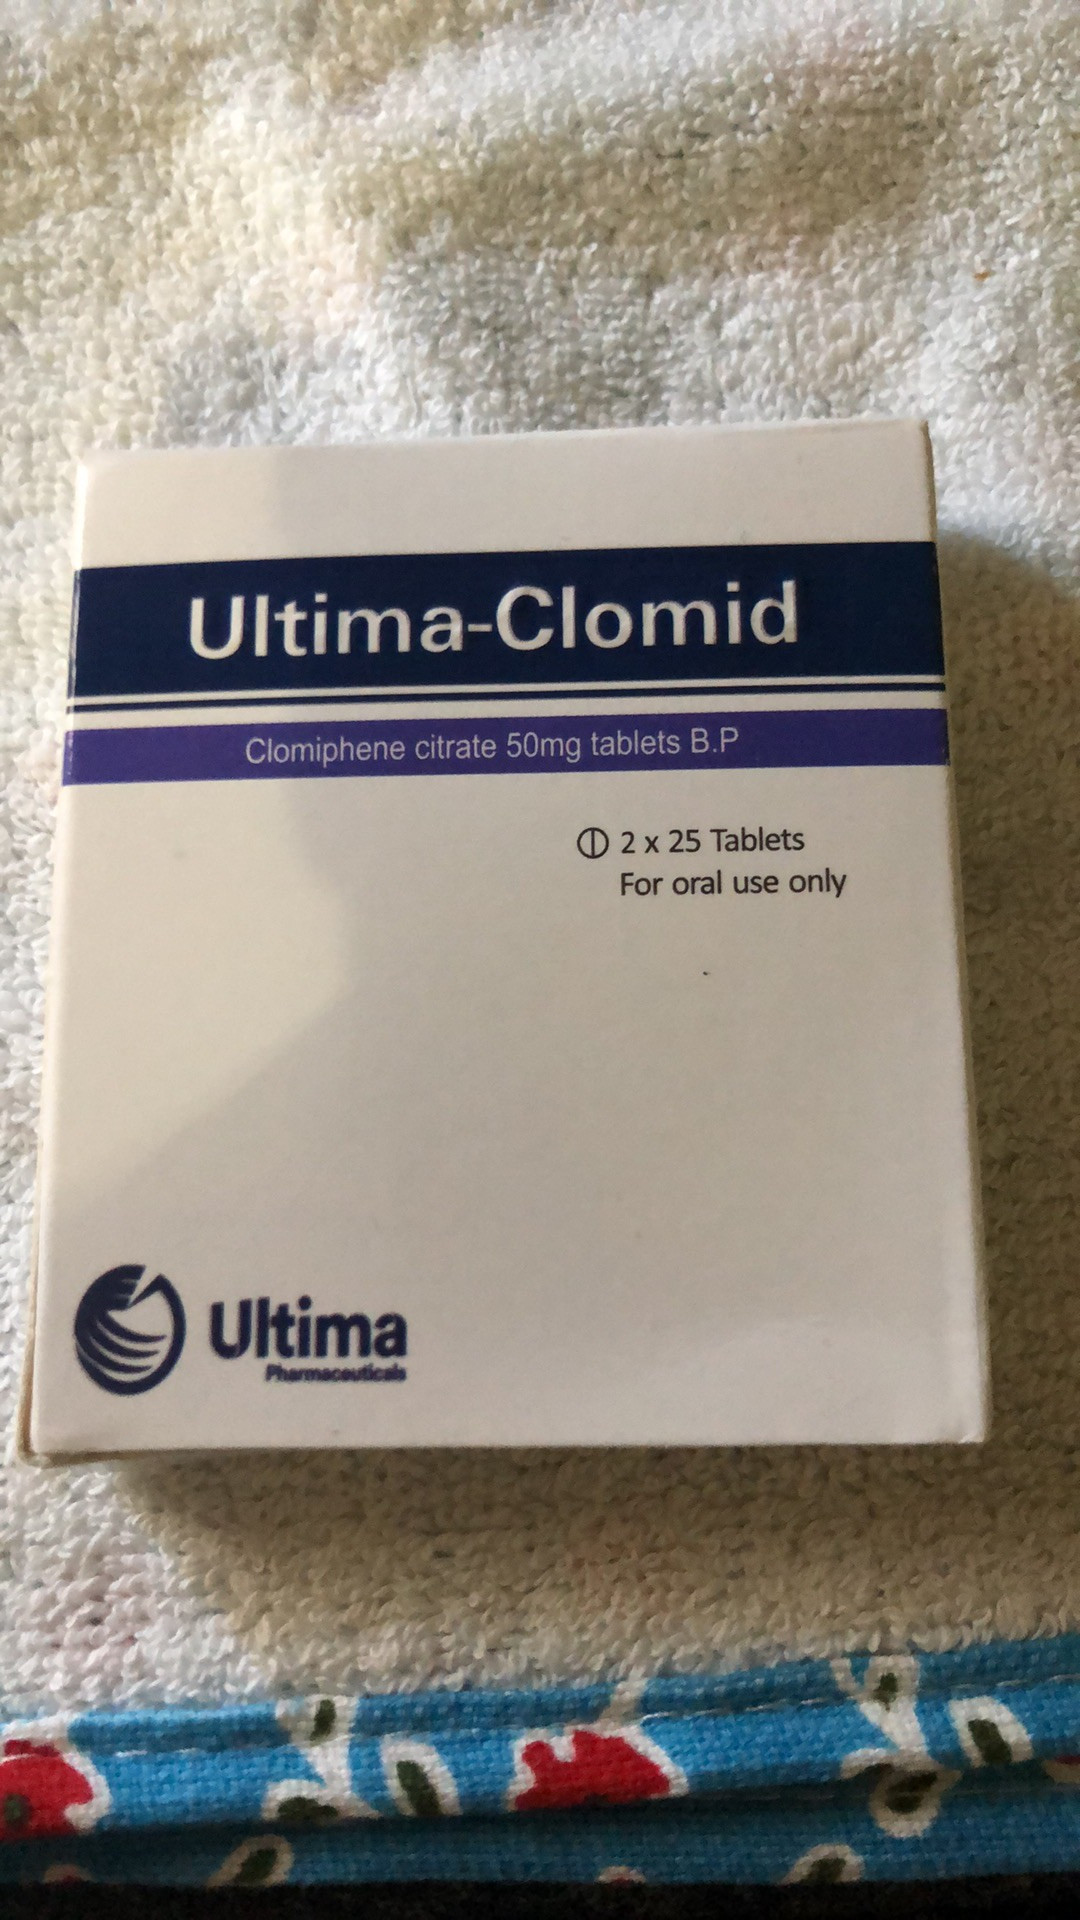 Ultima-Clomid
Clomiphene citrate 50mg tablets B.P
2 x 25 Tablets
For oral use only
Ultima
Pharmaceuticals